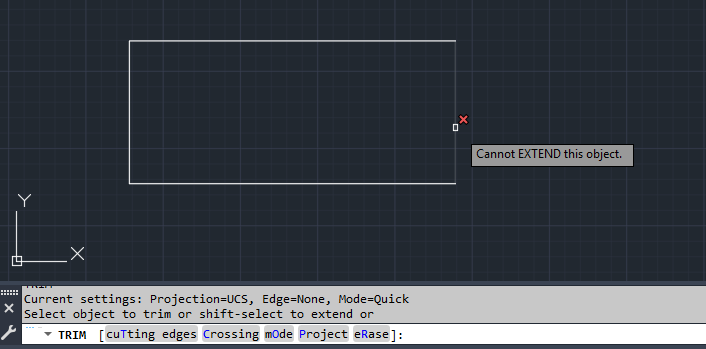 Cannot EXTEND this object.
Y
X
TRIM
Current settings: Projection=UCS, Edge=None, Mode=Quick
Select object to trim or shift-select to extend or
TRIM [cuTting edges Crossing mOde Project eRase]: